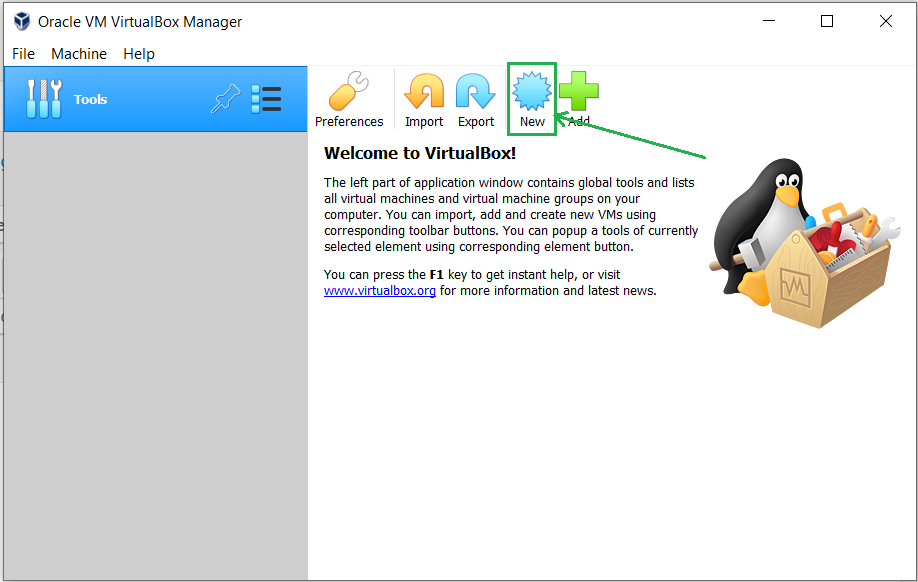 Oracle VM VirtualBox Manager
File Machine Help
Tools
Preferences Import Export New Add
Welcome to VirtualBox!
The left part of application window contains global tools and lists
all virtual machines and virtual machine groups on your
computer. You can import, add and create new VMs using
corresponding toolbar buttons. You can popup a tools of currently
selected element using corresponding element button.
You can press the F1 key to get instant help, or visit
www.virtualbox.org for more information and latest news.